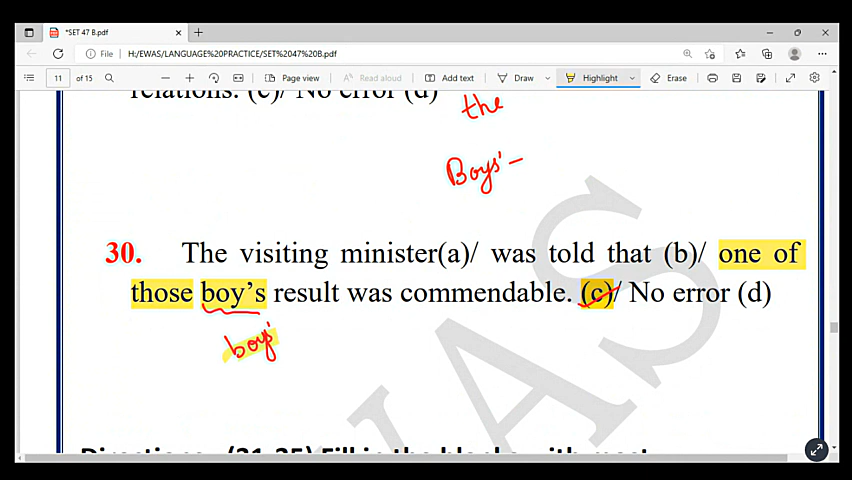 *SET 47 B.pdf
File H:/EWAS/LANGUAGE%20PRACTICE/SET%2047%20B.pdf
11 of 15 Page view Read aloud Add text Draw Highlight Erase
relations. (c)/ No error (d)
the
Boys'
30. The visiting minister(a)/ was told that (b)/ one of
those boy's result was commendable. (c)/ No error (d)
boys'
WAS